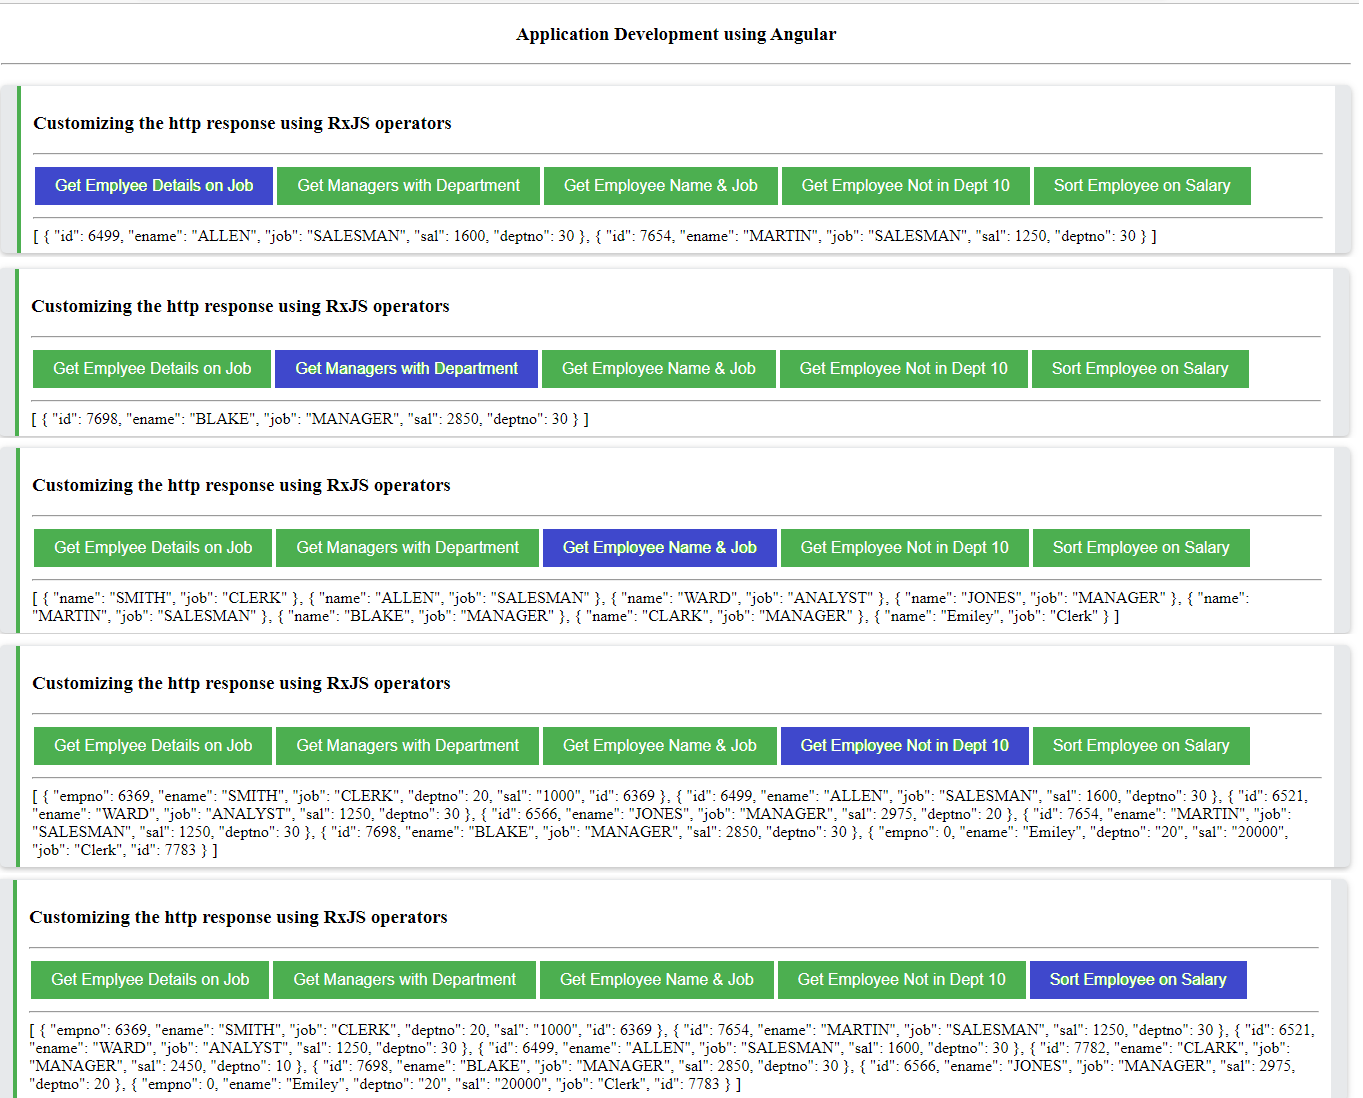 Application Development using Angular
Customizing the http response using RxJS operators
Get Emplyee Details on Job Get Managers with Department Get Employee Name & Job Get Employee Not in Dept 10 Sort Employee on Salary
[ { "id": 6499, "ename": "ALLEN", "job": "SALESMAN", "sal": 1600, "deptno": 30 }, { "id": 7654, "ename": "MARTIN", "job": "SALESMAN", "sal": 1250, "deptno": 30 } ]
Customizing the http response using RxJS operators
Get Emplyee Details on Job Get Managers with Department Get Employee Name & Job Get Employee Not in Dept 10 Sort Employee on Salary
[ { "id": 7698, "ename": "BLAKE", "job": "MANAGER", "sal": 2850, "deptno": 30 } ]
Customizing the http response using RxJS operators
Get Emplyee Details on Job Get Managers with Department Get Employee Name & Job Get Employee Not in Dept 10 Sort Employee on Salary
[ { "name": "SMITH", "job": "CLERK" }, { "name": "ALLEN", "job": "SALESMAN" }, { "name": "WARD", "job": "ANALYST" }, { "name": "JONES", "job": "MANAGER" }, { "name":
"MARTIN", "job": "SALESMAN" }, { "name": "BLAKE", "job": "MANAGER" }, { "name": "CLARK", "job": "MANAGER" }, { "name": "Emiley", "job": "Clerk" } ]
Customizing the http response using RxJS operators
Get Emplyee Details on Job Get Managers with Department Get Employee Name & Job Get Employee Not in Dept 10 Sort Employee on Salary
[ { "empno": 6369, "ename": "SMITH", "job": "CLERK", "deptno": 20, "sal": "1000", "id": 6369 }, { "id": 6499, "ename": "ALLEN", "job": "SALESMAN", "sal": 1600, "deptno": 30 }, { "id": 6521,
"ename": "WARD", "job": "ANALYST", "sal": 1250, "deptno": 30 }, { "id": 6566, "ename": "JONES", "job": "MANAGER", "sal": 2975, "deptno": 20 }, { "id": 7654, "ename": "MARTIN", "job":
"SALESMAN", "sal": 1250, "deptno": 30 }, { "id": 7698, "ename": "BLAKE", "job": "MANAGER", "sal": 2850, "deptno": 30 }, { "empno": 0, "ename": "Emiley", "deptno": "20", "sal": "20000",
"job": "Clerk", "id": 7783 } ]
Customizing the http response using RxJS operators
Get Emplyee Details on Job Get Managers with Department Get Employee Name & Job Get Employee Not in Dept 10 Sort Employee on Salary
[ { "empno": 6369, "ename": "SMITH", "job": "CLERK", "deptno": 20, "sal": "1000", "id": 6369 }, { "id": 7654, "ename": "MARTIN", "job": "SALESMAN", "sal": 1250, "deptno": 30 }, { "id": 6521,
"ename": "WARD", "job": "ANALYST", "sal": 1250, "deptno": 30 }, { "id": 6499, "ename": "ALLEN", "job": "SALESMAN", "sal": 1600, "deptno": 30 }, { "id": 7782, "ename": "CLARK", "job":
"MANAGER", "sal": 2450, "deptno": 10 }, { "id": 7698, "ename": "BLAKE", "job": "MANAGER", "sal": 2850, "deptno": 30 }, { "id": 6566, "ename": "JONES", "job": "MANAGER", "sal": 2975,
"deptno": 20 }, { "empno": 0, "ename": "Emiley", "deptno": "20", "sal": "20000", "job": "Clerk", "id": 7783 } ]